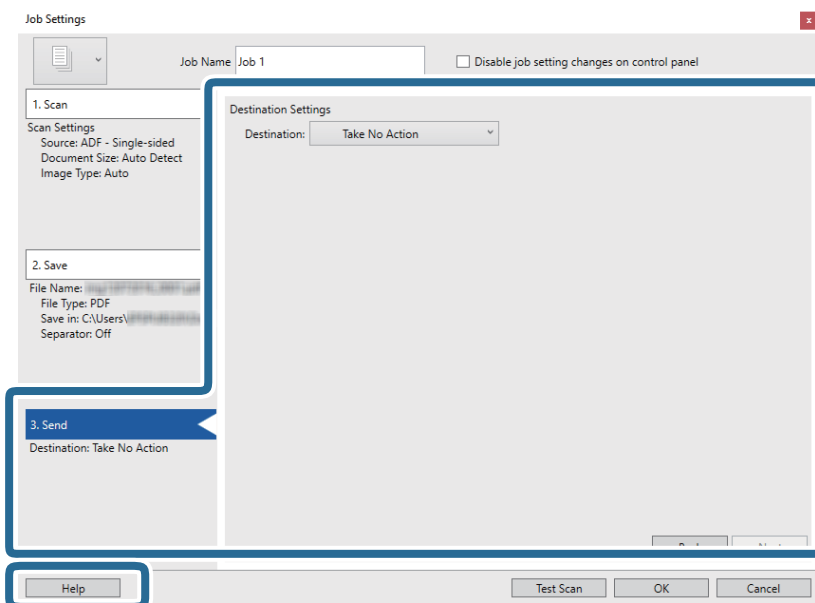 Job Settings
Job Name Job 1
Disable job setting changes on control panel
1. Scan
Scan Settings
Source: ADF - Single-sided
Document Size: Auto Detect
Image Type: Auto
2. Save
File Name:
File Type: PDF
Save in: C:\Users\
Separator: Off
3. Send
Destination: Take No Action
Destination Settings
Destination: Take No Action
Help
Test Scan
OK
Cancel